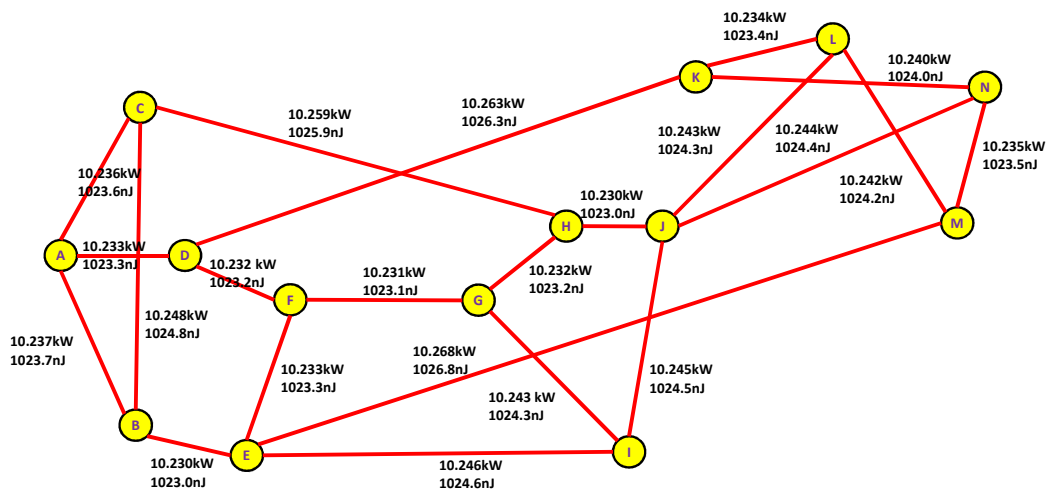 10.234kW
1023.4nJ
L
10.240kW
1024.0nJ
K
N
C
10.259kW
1025.9nJ
10.263kW
1026.3nJ
10.243kW
1024.3nJ
10.244kW
1024.4nJ
10.235kW
1023.5nJ
10.236kW
1023.6nJ
10.242kW
1024.2nJ
10.230kW
1023.0nJ
H
J
M
A
10.233kW
1023.3nJ
D
10.232 kW
1023.2nJ
10.232kW
1023.2nJ
10.231kW
1023.1nJ
F
G
10.248kW
1024.8nJ
10.237kW
1023.7nJ
10.268kW
1026.8nJ
10.233kW
1023.3nJ
10.245kW
1024.5nJ
10.243 kW
1024.3nJ
B
E
I
10.230kW
1023.0nJ
10.246kW
1024.6nJ